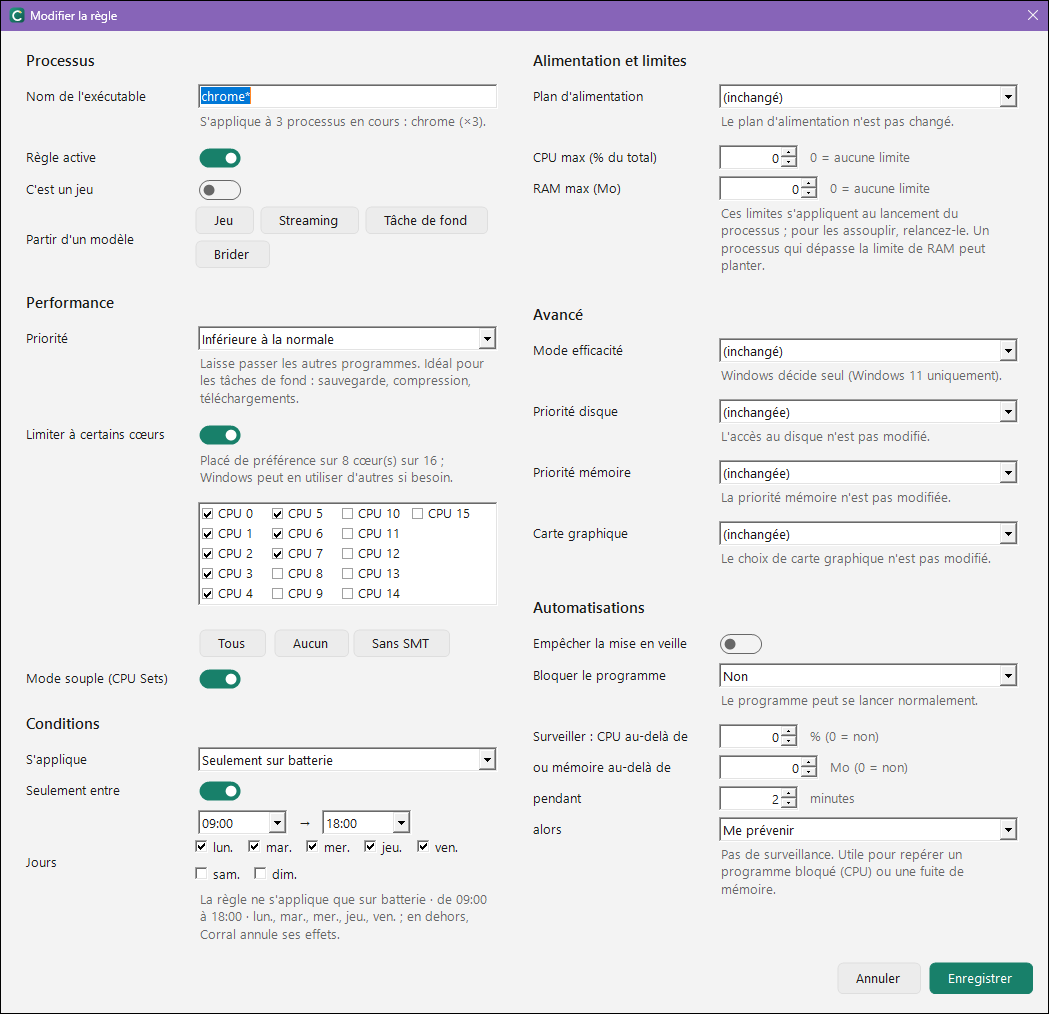 Modifier la règle
Processus
Nom de l'exécutable
chrome*
S'applique à 3 processus en cours : chrome (×3).
Règle active
C'est un jeu
Partir d'un modèle
Jeu
Streaming
Tâche de fond
Brider
Performance
Priorité
Inférieure à la normale
Laisse passer les autres programmes. Idéal pour
les tâches de fond : sauvegarde, compression,
téléchargements.
Limiter à certains cœurs
Placé de préférence sur 8 cœur(s) sur 16 ;
Windows peut en utiliser d'autres si besoin.
CPU 0 CPU 5 CPU 10 CPU 15
CPU 1 CPU 6 CPU 11
CPU 2 CPU 7 CPU 12
CPU 3 CPU 8 CPU 13
CPU 4 CPU 9 CPU 14
Tous
Aucun
Sans SMT
Mode souple (CPU Sets)
Conditions
S'applique
Seulement sur batterie
Seulement entre
09:00 → 18:00
Jours
lun. mar. mer. jeu. ven.
sam. dim.
La règle ne s'applique que sur batterie · de 09:00
à 18:00 · lun., mar., mer., jeu., ven. ; en dehors,
Corral annule ses effets.
Alimentation et limites
Plan d'alimentation
(inchangé)
Le plan d'alimentation n'est pas changé.
CPU max (% du total)
0
0 = aucune limite
RAM max (Mo)
0
0 = aucune limite
Ces limites s'appliquent au lancement du
processus ; pour les assouplir, relancez-le. Un
processus qui dépasse la limite de RAM peut
planter.
Avancé
Mode efficacité
(inchangé)
Windows décide seul (Windows 11 uniquement).
Priorité disque
(inchangée)
L'accès au disque n'est pas modifié.
Priorité mémoire
(inchangée)
La priorité mémoire n'est pas modifiée.
Carte graphique
(inchangée)
Le choix de carte graphique n'est pas modifié.
Automatisations
Empêcher la mise en veille
Bloquer le programme
Non
Le programme peut se lancer normalement.
Surveiller : CPU au-delà de
0
% (0 = non)
ou mémoire au-delà de
0
Mo (0 = non)
pendant
2
minutes
alors
Me prévenir
Pas de surveillance. Utile pour repérer un
programme bloqué (CPU) ou une fuite de
mémoire.
Annuler
Enregistrer